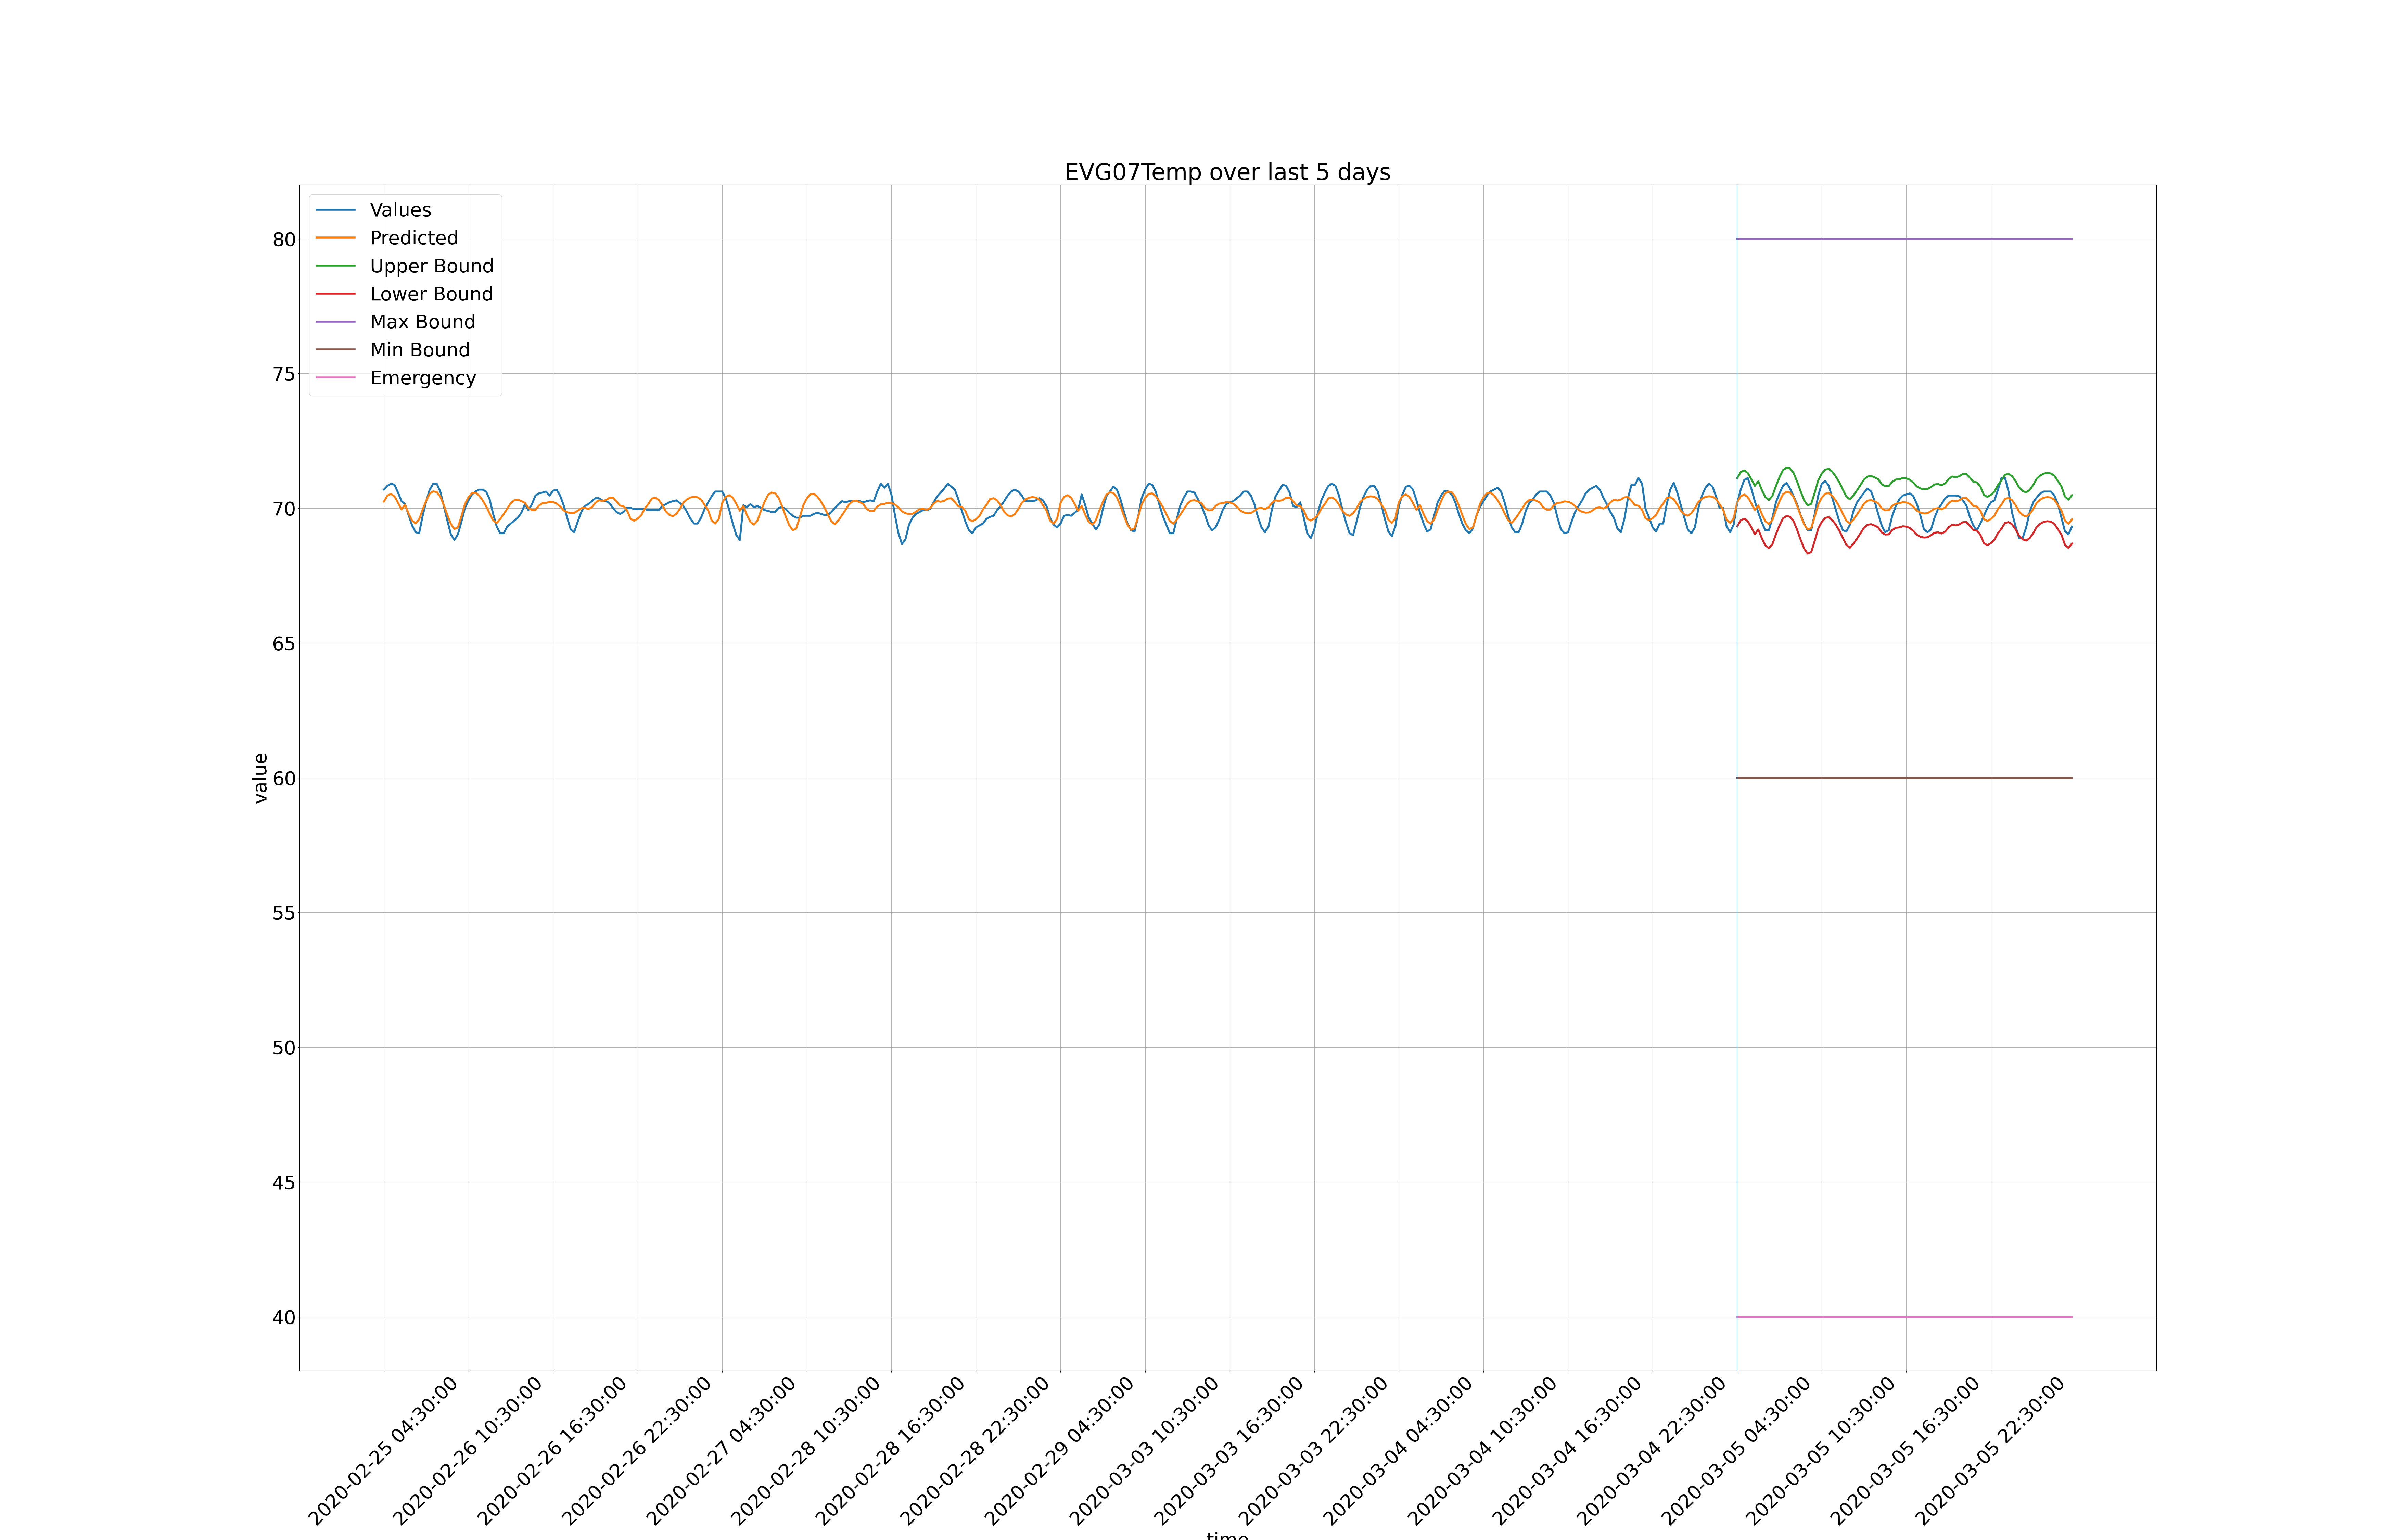 EVG07Temp over last 5 days
Values
Predicted
Upper Bound
Lower Bound
Max Bound
Min Bound
Emergency
80
75
70
65
60
55
50
45
40
value
2020-02-25 04:30:00
2020-02-26 10:30:00
2020-02-26 16:30:00
2020-02-26 22:30:00
2020-02-27 04:30:00
2020-02-28 10:30:00
2020-02-28 16:30:00
2020-02-28 22:30:00
2020-02-29 04:30:00
2020-03-03 10:30:00
2020-03-03 16:30:00
2020-03-03 22:30:00
2020-03-04 04:30:00
2020-03-04 10:30:00
2020-03-04 16:30:00
2020-03-04 22:30:00
2020-03-05 04:30:00
2020-03-05 10:30:00
2020-03-05 16:30:00
2020-03-05 22:30:00
time